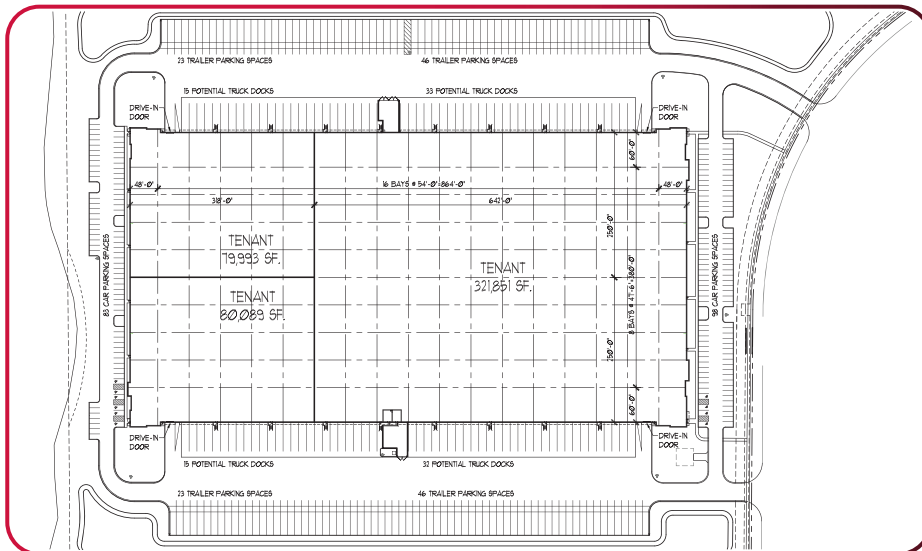 23 TRAILER PARKING SPACES
46 TRAILER PARKING SPACES
15 POTENTIAL TRUCK DOCKS
33 POTENTIAL TRUCK DOCKS
DRIVE-IN
DOOR
DRIVE-IN
DOOR
60'-0"
48'-0"
16 BAYS @ 54'-0"=864'-0"
48'-0"
318'-0"
642'-0"
250'-0"
TENANT
79,993 SF.
TENANT
321,851 SF.
83 CAR PARKING SPACES
98 CAR PARKING SPACES
8 BAYS @ 47'-6"=380'-0"
TENANT
80,089 SF.
250'-0"
60'-0"
DRIVE-IN
DOOR
DRIVE-IN
DOOR
15 POTENTIAL TRUCK DOCKS
32 POTENTIAL TRUCK DOCKS
23 TRAILER PARKING SPACES
46 TRAILER PARKING SPACES